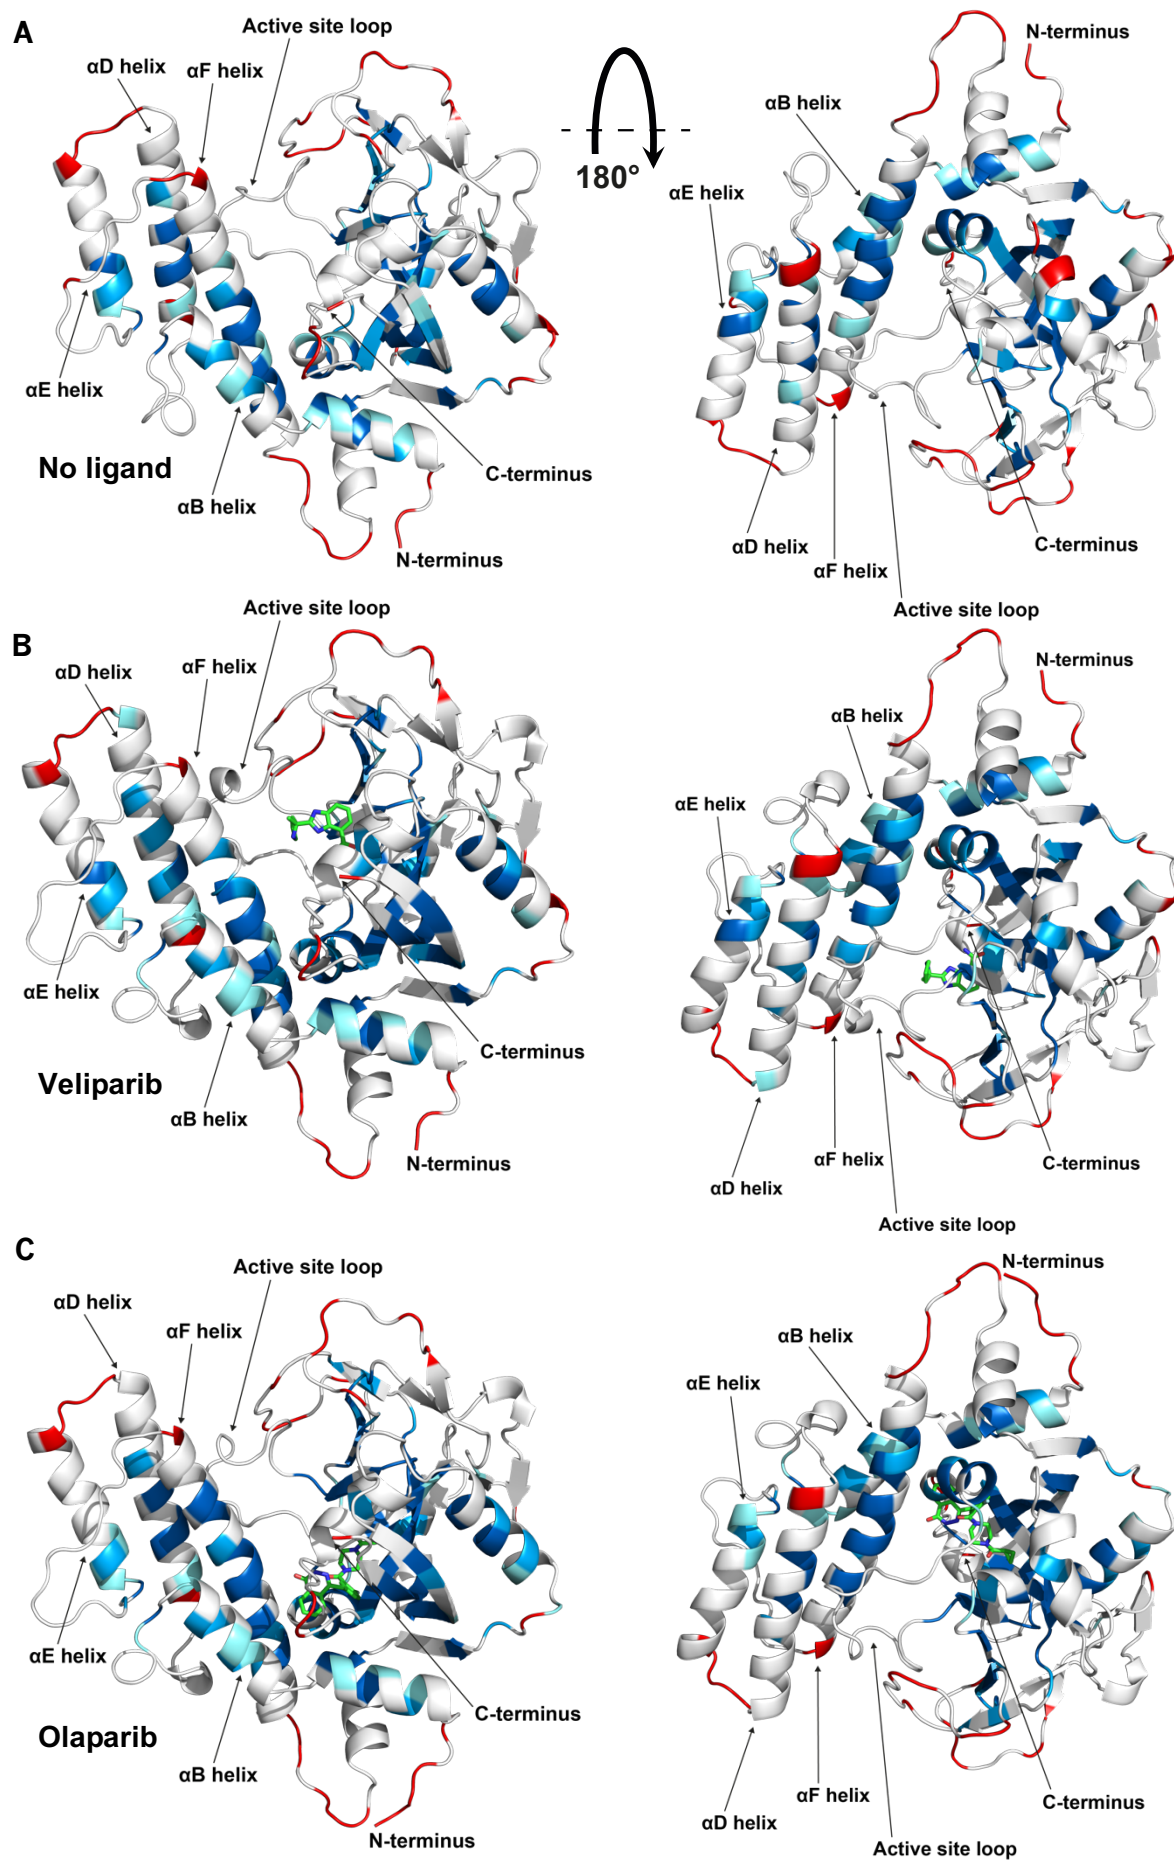 A
Active site loop
αD helix
αF helix
αE helix
No ligand
αB helix
C-terminus
N-terminus
180°
N-terminus
αB helix
αE helix
αD helix
αF helix
C-terminus
Active site loop
B
Active site loop
αD helix
αF helix
αE helix
Veliparib
αB helix
C-terminus
N-terminus
N-terminus
αB helix
αE helix
αD helix
αF helix
C-terminus
Active site loop
C
Active site loop
αD helix
αF helix
αE helix
Olaparib
αB helix
C-terminus
N-terminus
N-terminus
αB helix
αE helix
αD helix
αF helix
C-terminus
Active site loop